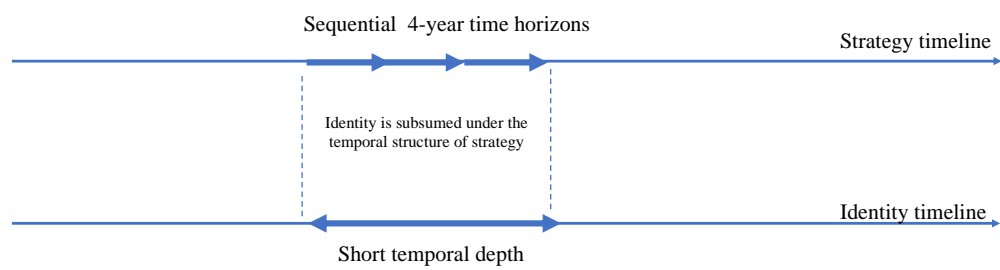 Sequential 4-year time horizons
Strategy timeline
Identity is subsumed under the
temporal structure of strategy
Identity timeline
Short temporal depth